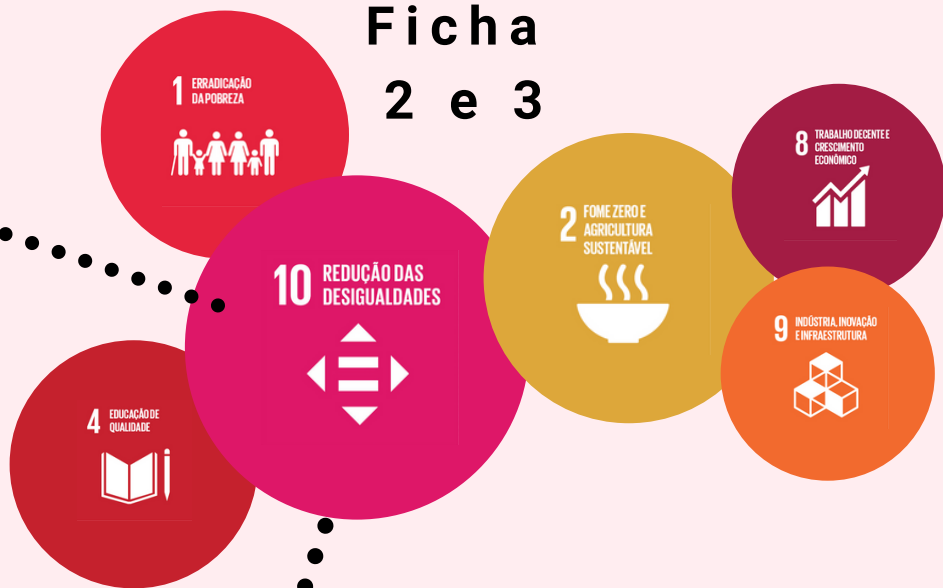 Ficha
2 e 3
1 ERRADICAÇÃO
DA POBREZA
8 TRABALHO DECENTE E
CRESCIMENTO
ECONÔMICO
2 FOME ZERO E
AGRICULTURA
SUSTENTÁVEL
10 REDUÇÃO DAS
DESIGUALDADES
9 INDÚSTRIA, INOVAÇÃO
E INFRAESTRUTURA
4 EDUCAÇÃO DE
QUALIDADE